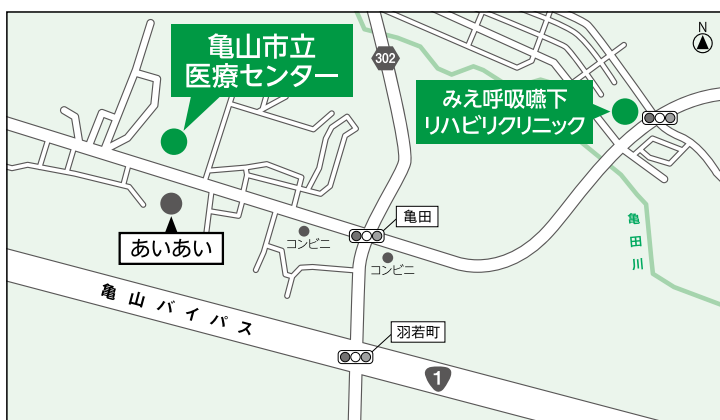 亀山市立
医療センター
302
N
みえ呼吸嚥下
リハビリクリニック
亀田
あいあい
コンビニ
コンビニ
亀田川
亀山バイパス
羽若町
1